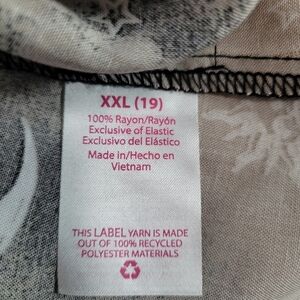 XXL (19)
100% Rayon/Rayón
Exclusive of Elastic
Exclusivo del Elástico
Made in/Hecho en
Vietnam
THIS LABEL YARN IS MADE
OUT OF 100% RECYCLED
POLYESTER MATERIALS